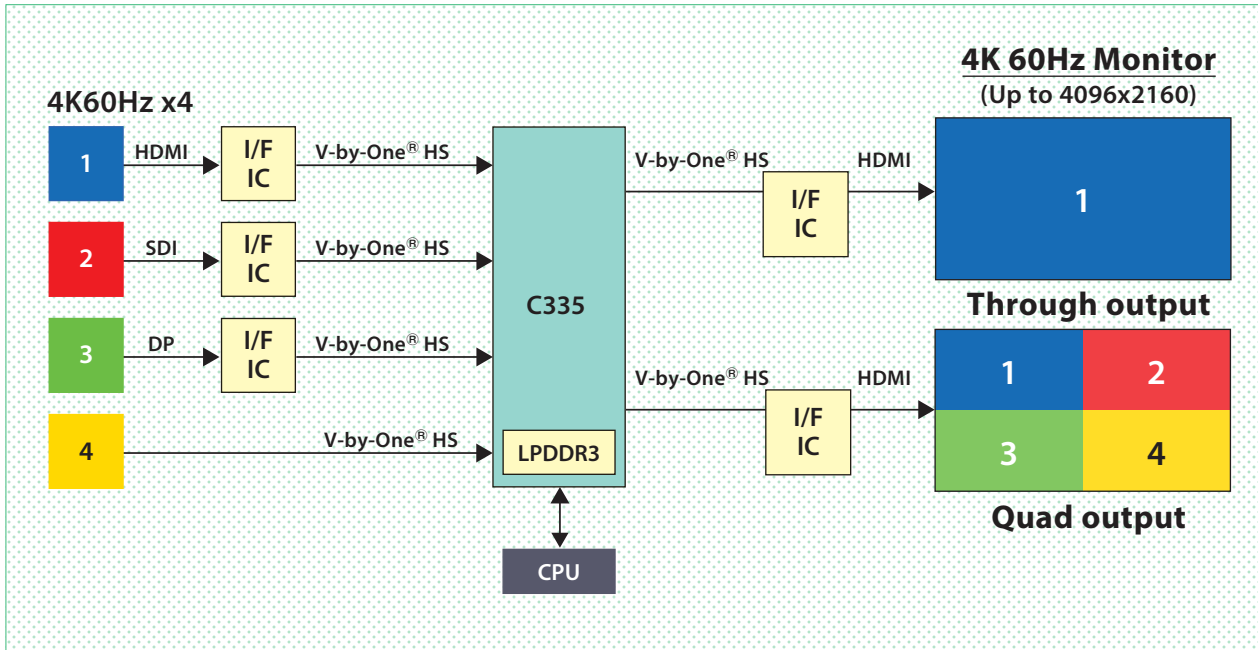 4K 60Hz Monitor
(Up to 4096x2160)
4K60Hz x4
1
HDMI
I/F
IC
V-by-One® HS
2
SDI
I/F
IC
V-by-One® HS
3
DP
I/F
IC
V-by-One® HS
4
V-by-One® HS
C335
LPDDR3
CPU
V-by-One® HS
I/F
IC
HDMI
1
Through output
V-by-One® HS
I/F
IC
HDMI
1
2
3
4
Quad output